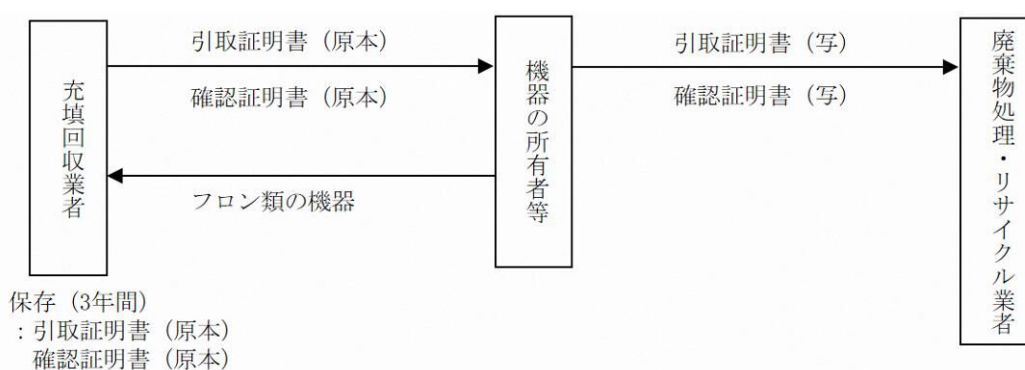 充填回収業者
引取証明書（原本）
確認証明書（原本）
フロン類の機器
機器の所有者等
引取証明書（写）
確認証明書（写）
廃棄物処理・リサイクル業者
保存（3年間）
：引取証明書（原本）
確認証明書（原本）